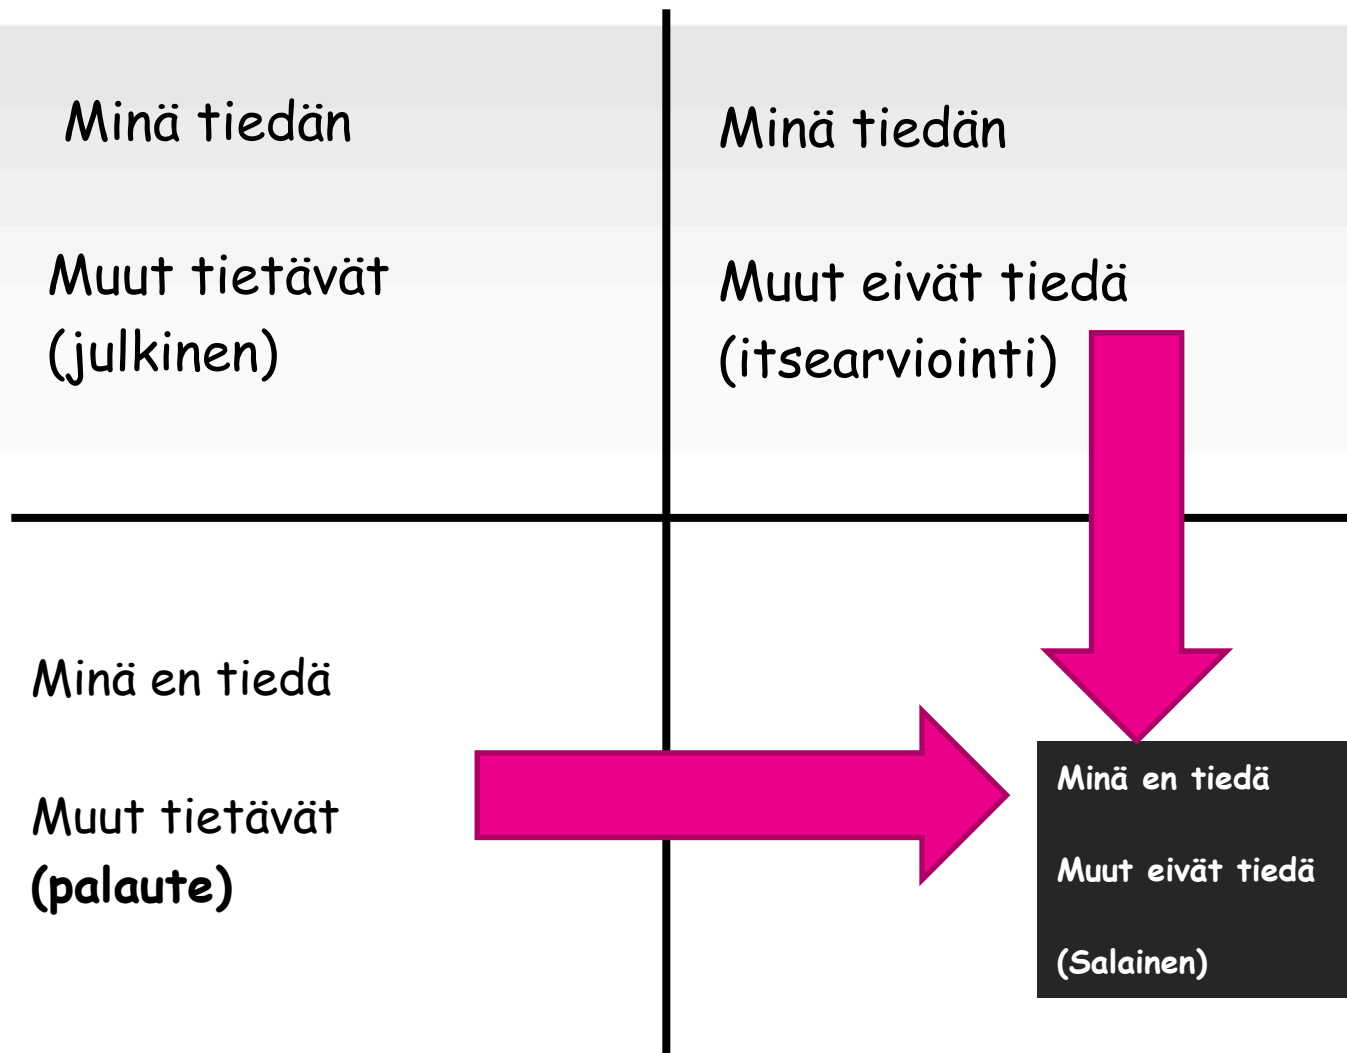 Minä tiedän
Muut tietävät
(julkinen)
Minä tiedän
Muut eivät tiedä
(itsearviointi)
Minä en tiedä
Muut tietävät
(palaute)
Minä en tiedä
Muut eivät tiedä
(Salainen)